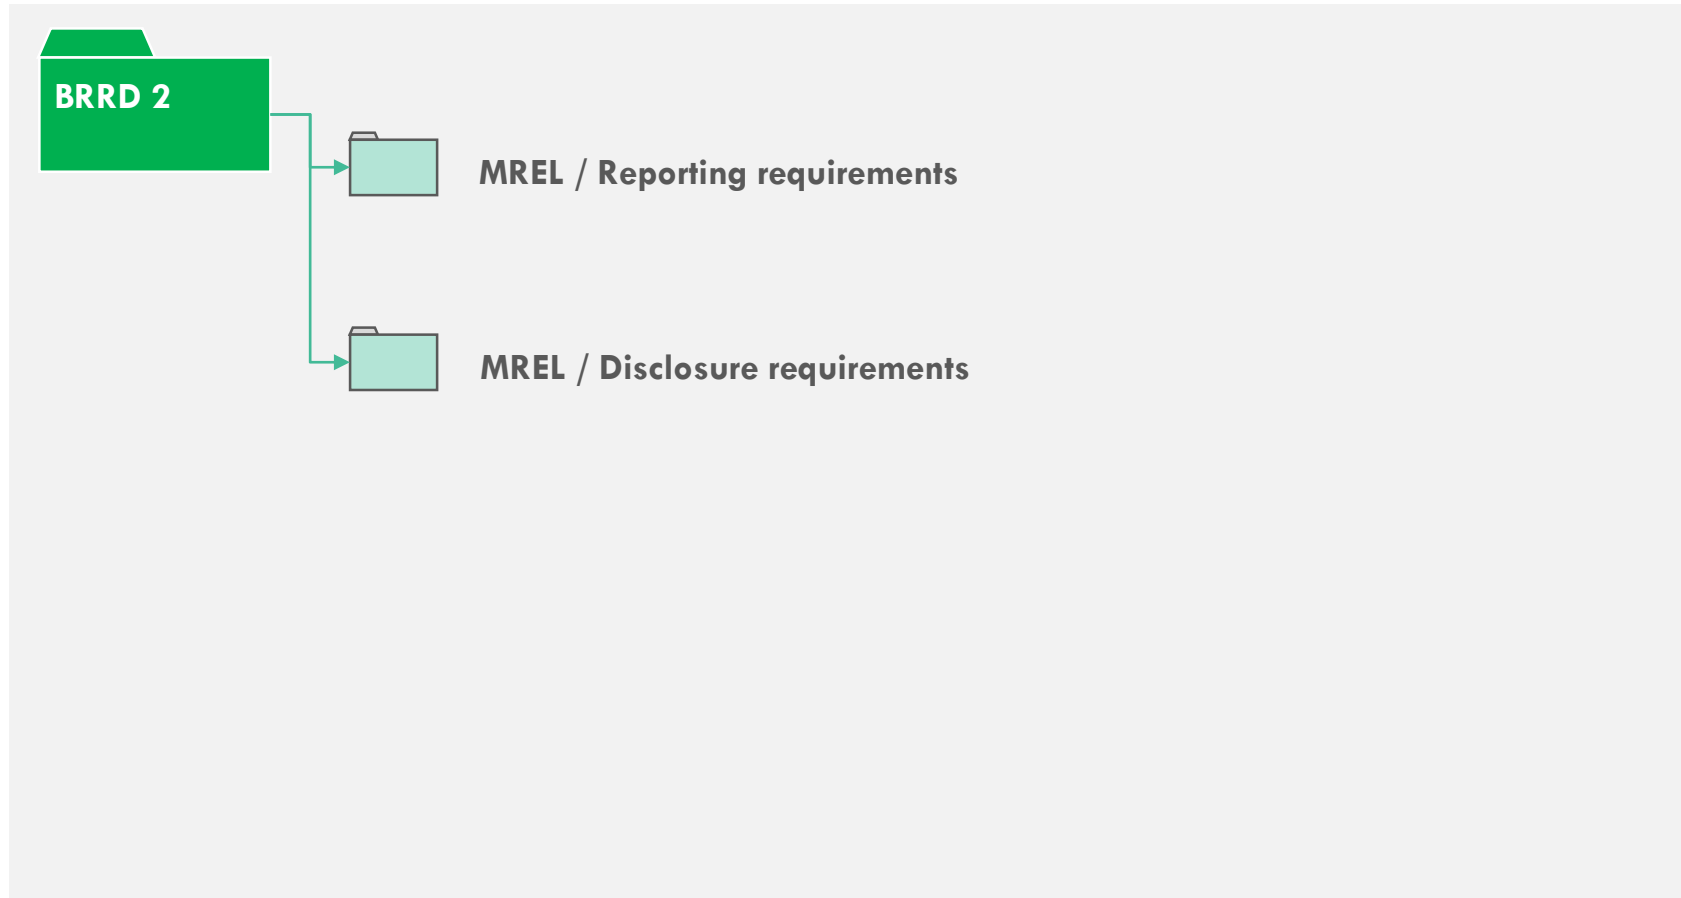 BRRD 2
MREL / Reporting requirements
MREL / Disclosure requirements